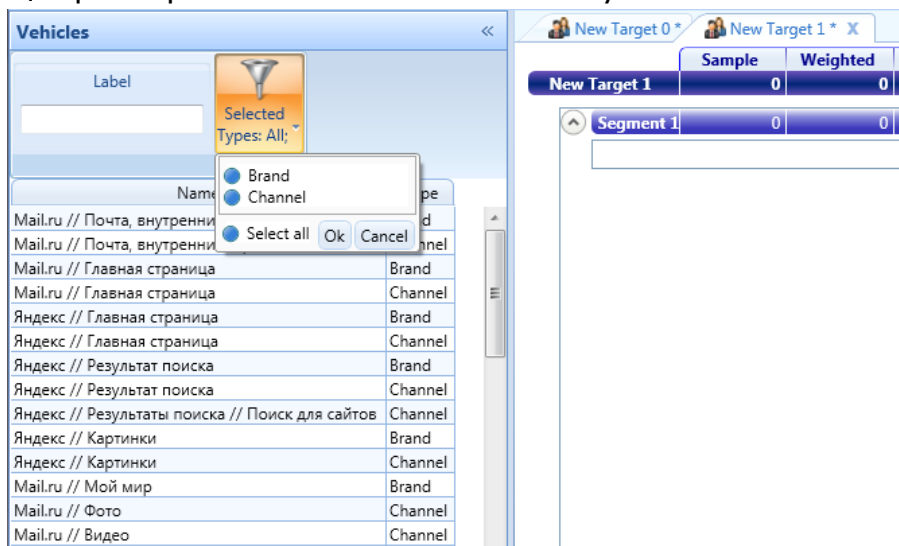 Vehicles «
New Target 0 * New Target 1 * X
Label
Selected
Types: All;
Sample Weighted
New Target 1 0 0
Segment 1 0 0
Brand
Channel
Select all Ok Cancel
Mail.ru // Почта,
Mail.ru // Почта,
Mail.ru // Главная страница Brand
Mail.ru // Главная страница Channel
Яндекс // Главная страница Brand
Яндекс // Главная страница Channel
Яндекс // Результат поиска Brand
Яндекс // Результат поиска Channel
Яндекс // Результаты поиска // Поиск для сайтов Channel
Яндекс // Картинки Brand
Яндекс // Картинки Channel
Mail.ru // Мой мир Brand
Mail.ru // Фото Channel
Mail.ru // Видео Channel